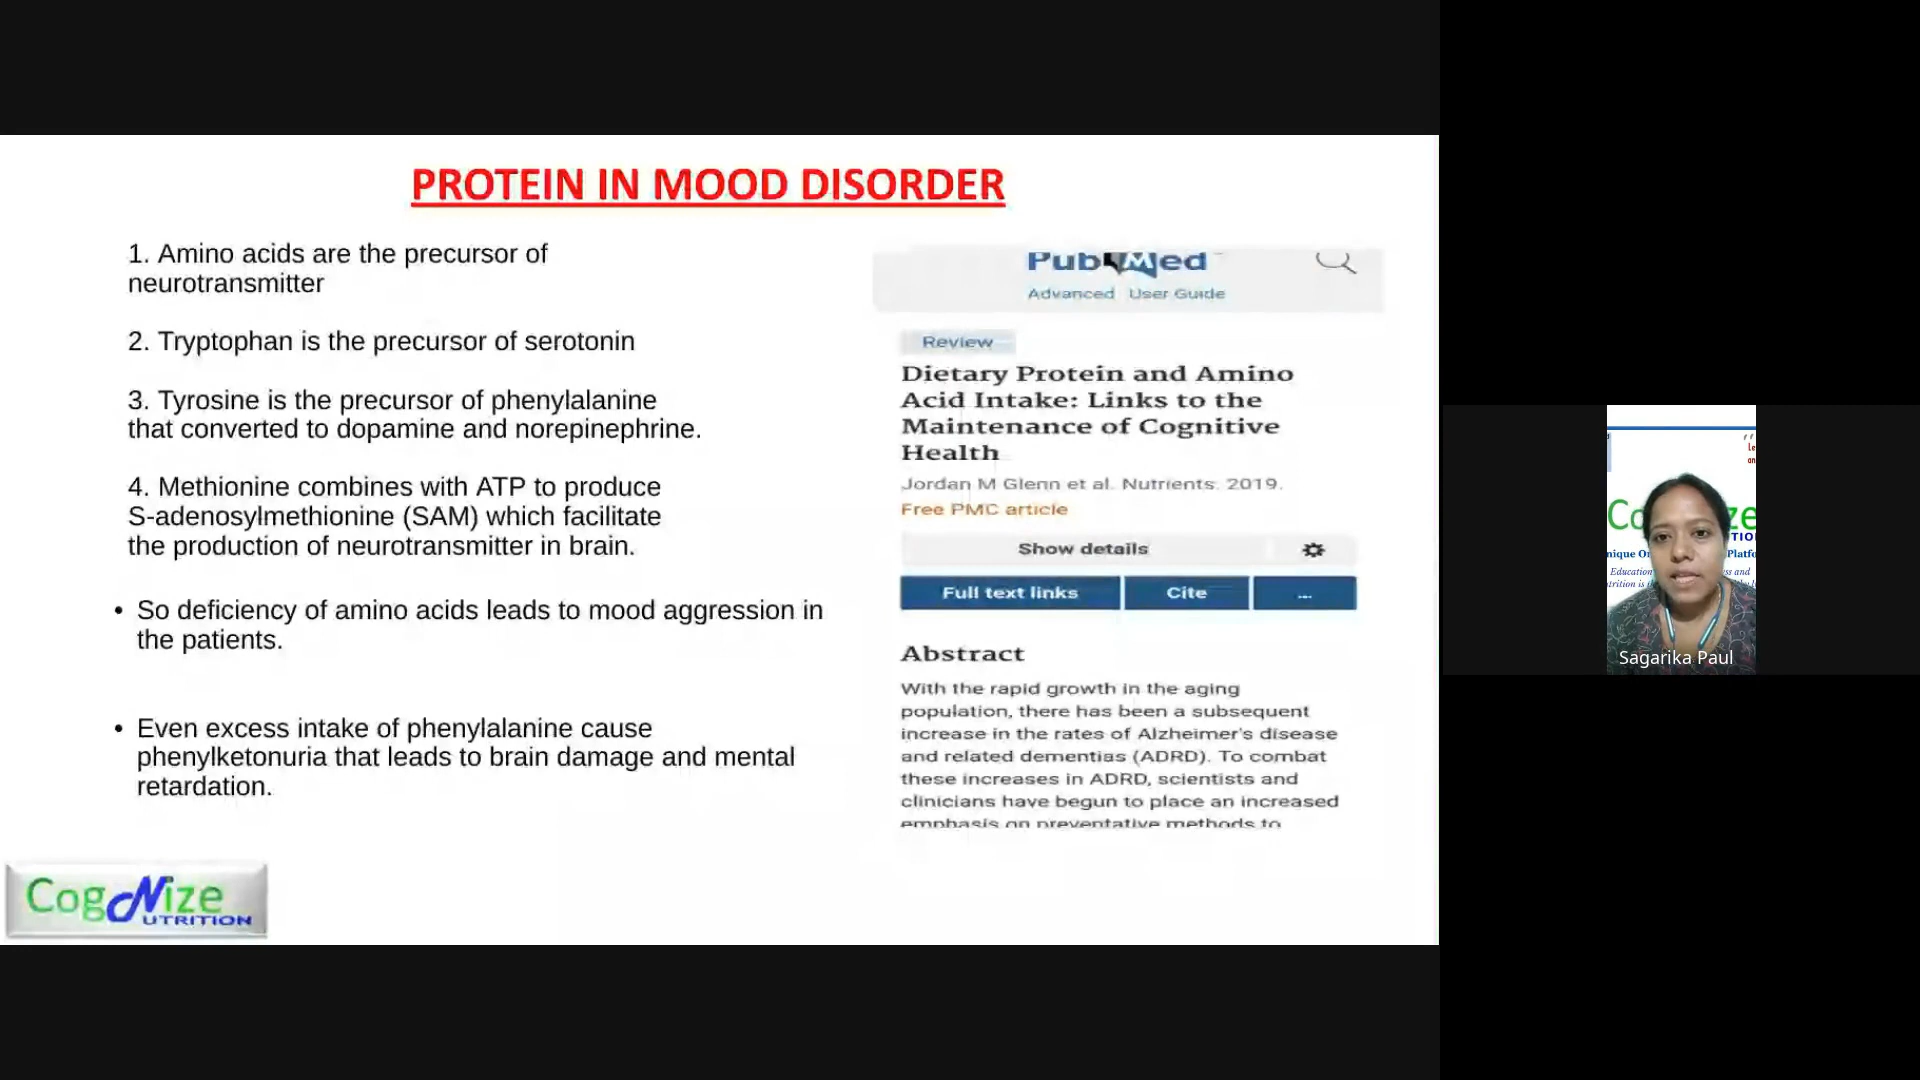 PROTEIN IN MOOD DISORDER
1. Amino acids are the precursor of
neurotransmitter
2. Tryptophan is the precursor of serotonin
3. Tyrosine is the precursor of phenylalanine
that converted to dopamine and norepinephrine.
4. Methionine combines with ATP to produce
S-adenosylmethionine (SAM) which facilitate
the production of neurotransmitter in brain.
• So deficiency of amino acids leads to mood aggression in
the patients.
• Even excess intake of phenylalanine cause
phenylketonuria that leads to brain damage and mental
retardation.
CogNize
NUTRITION
PubMed
Advanced User Guide
Review
Dietary Protein and Amino
Acid Intake: Links to the
Maintenance of Cognitive
Health
Jordan M Glenn et al. Nutrients. 2019.
Free PMC article
Show details
Full text links Cite ...
Abstract
With the rapid growth in the aging
population, there has been a subsequent
increase in the rates of Alzheimer's disease
and related dementias (ADRD). To combat
these increases in ADRD, scientists and
clinicians have begun to place an increased
emphasis on preventative methods to
Sagarika Paul